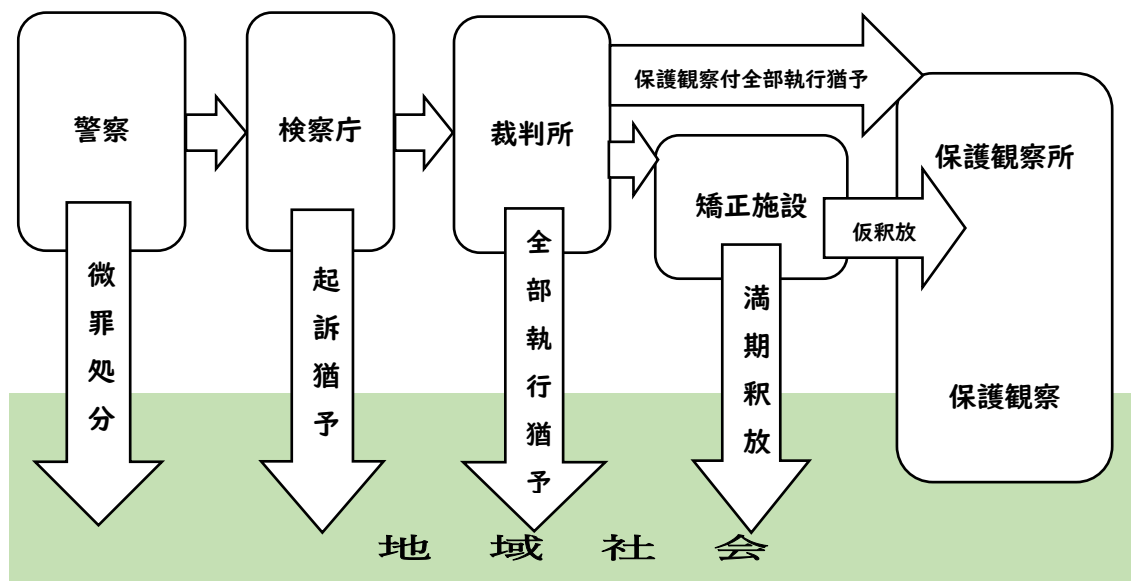 警察
検察庁
裁判所
保護観察付全部執行猶予
保護観察所
矯正施設
仮釈放
微罪処分
起訴猶予
全部執行猶予
満期釈放
保護観察
地域社会